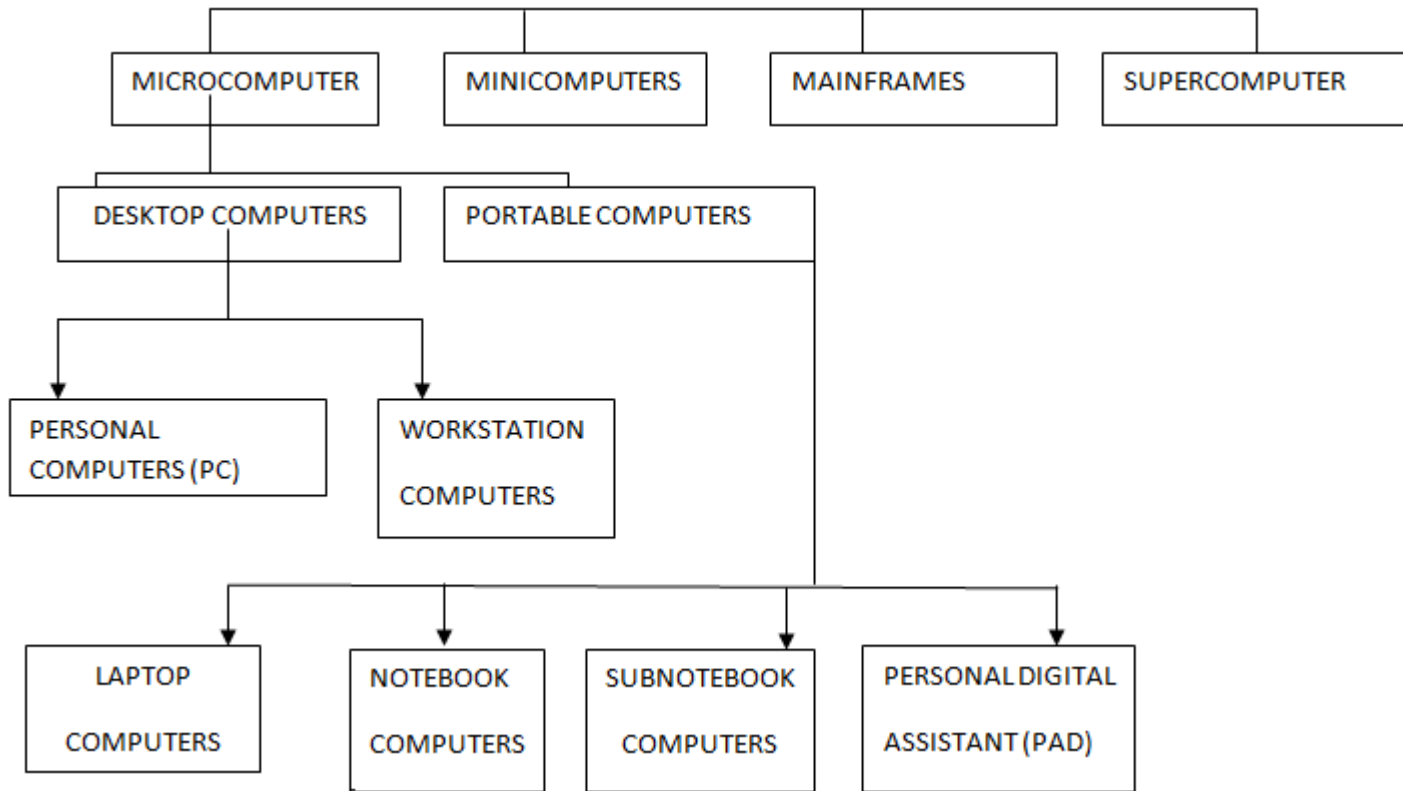 MICROCOMPUTER
MINICOMPUTERS
MAINFRAMES
SUPERCOMPUTER
DESKTOP COMPUTERS
PORTABLE COMPUTERS
PERSONAL
COMPUTERS (PC)
WORKSTATION
COMPUTERS
LAPTOP
COMPUTERS
NOTEBOOK
COMPUTERS
SUBNOTEBOOK
COMPUTERS
PERSONAL DIGITAL
ASSISTANT (PAD)